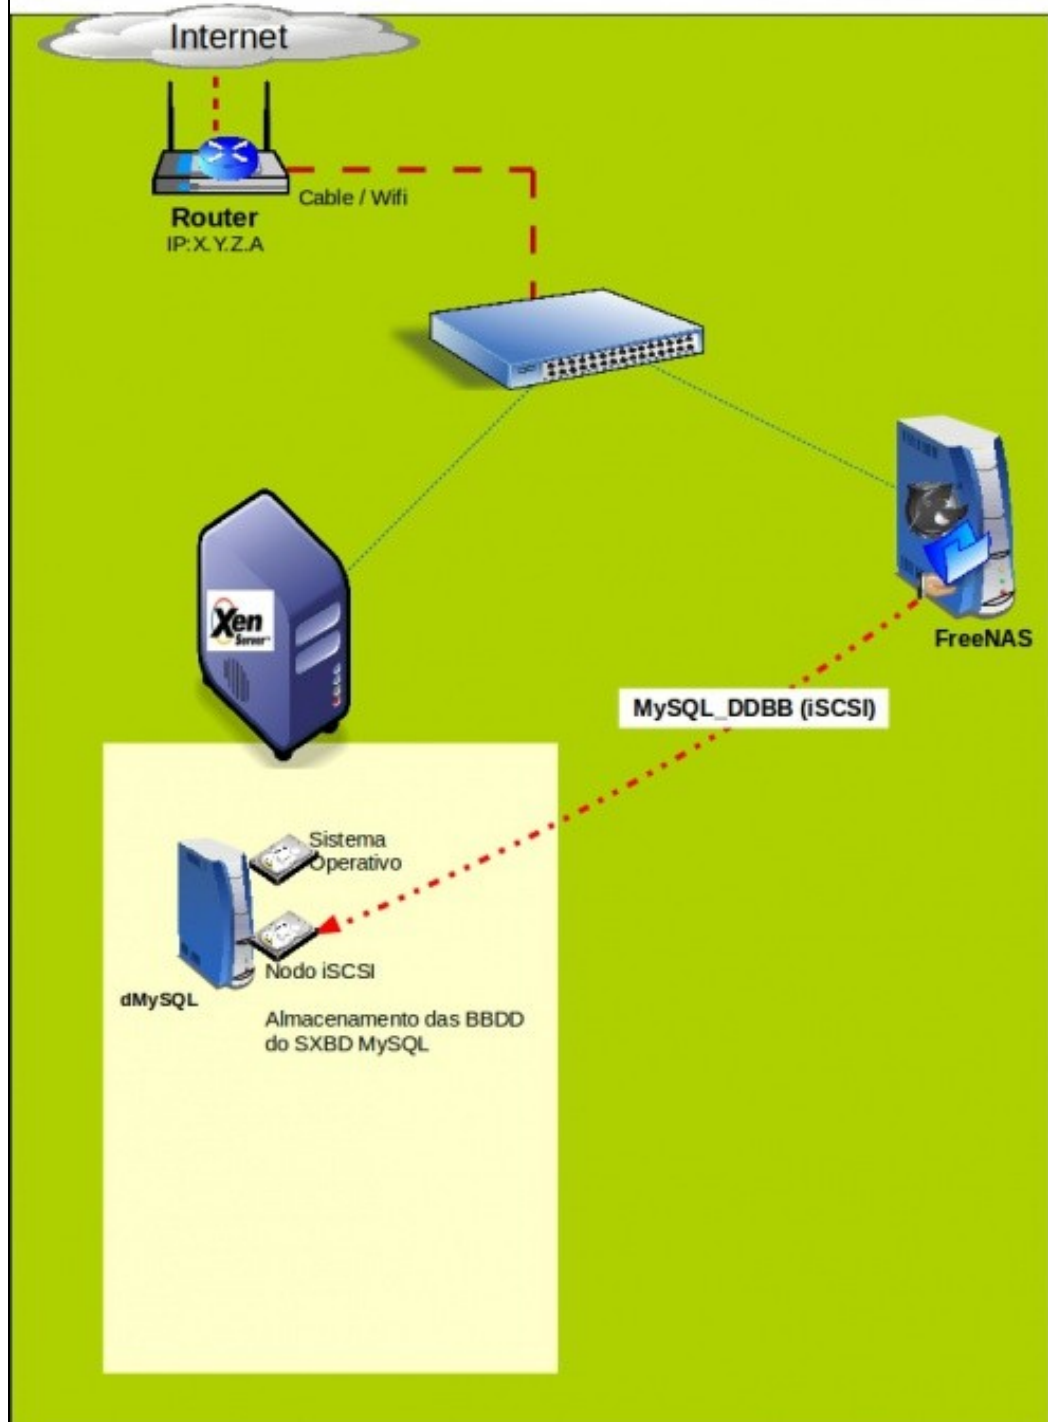 Internet
Cable / Wifi
Router
IP:X.Y.Z.A
Xen
Server™
FreeNAS
MySQL_DDBB (iSCSI)
Sistema
Operativo
Nodo iSCSI
dMySQL
Almacenamento das BBDD
do SXBD MySQL